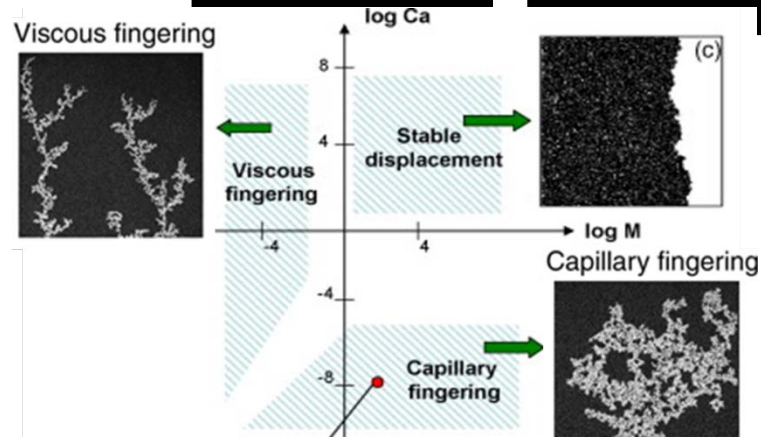 log Ca
Viscous fingering
(c)
8
4
Stable
displacement
Viscous
fingering
log M
-4
4
Capillary fingering
-4
Capillary
fingering
-8